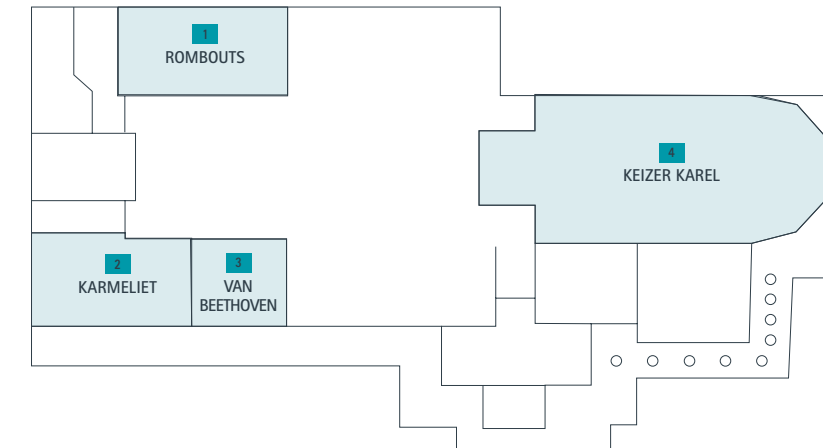 1
ROMBOUTS
4
KEIZER KAREL
2
KARMELIET
3
VAN
BEETHOVEN